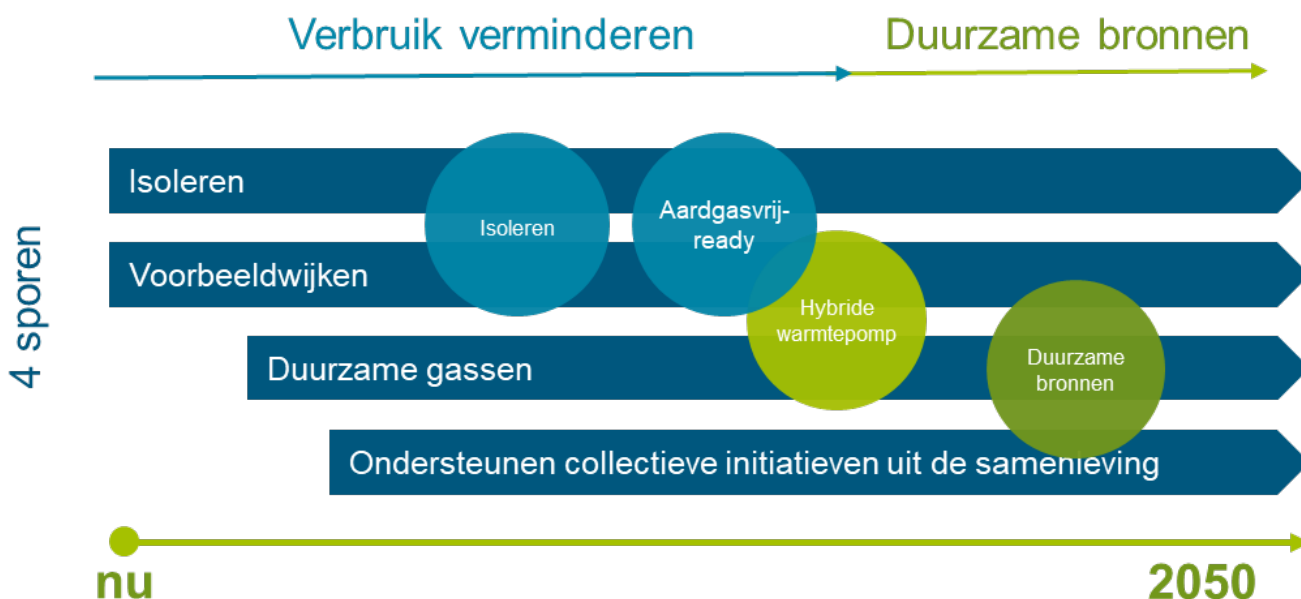 Verbruik verminderen
Duurzame bronnen
4 sporen
Isoleren
Isoleren
Aardgasvrij-
ready
Voorbeeldwijken
Hybride
warmtepomp
Duurzame gassen
Duurzame
bronnen
Ondersteunen collectieve initiatieven uit de samenleving
nu
2050